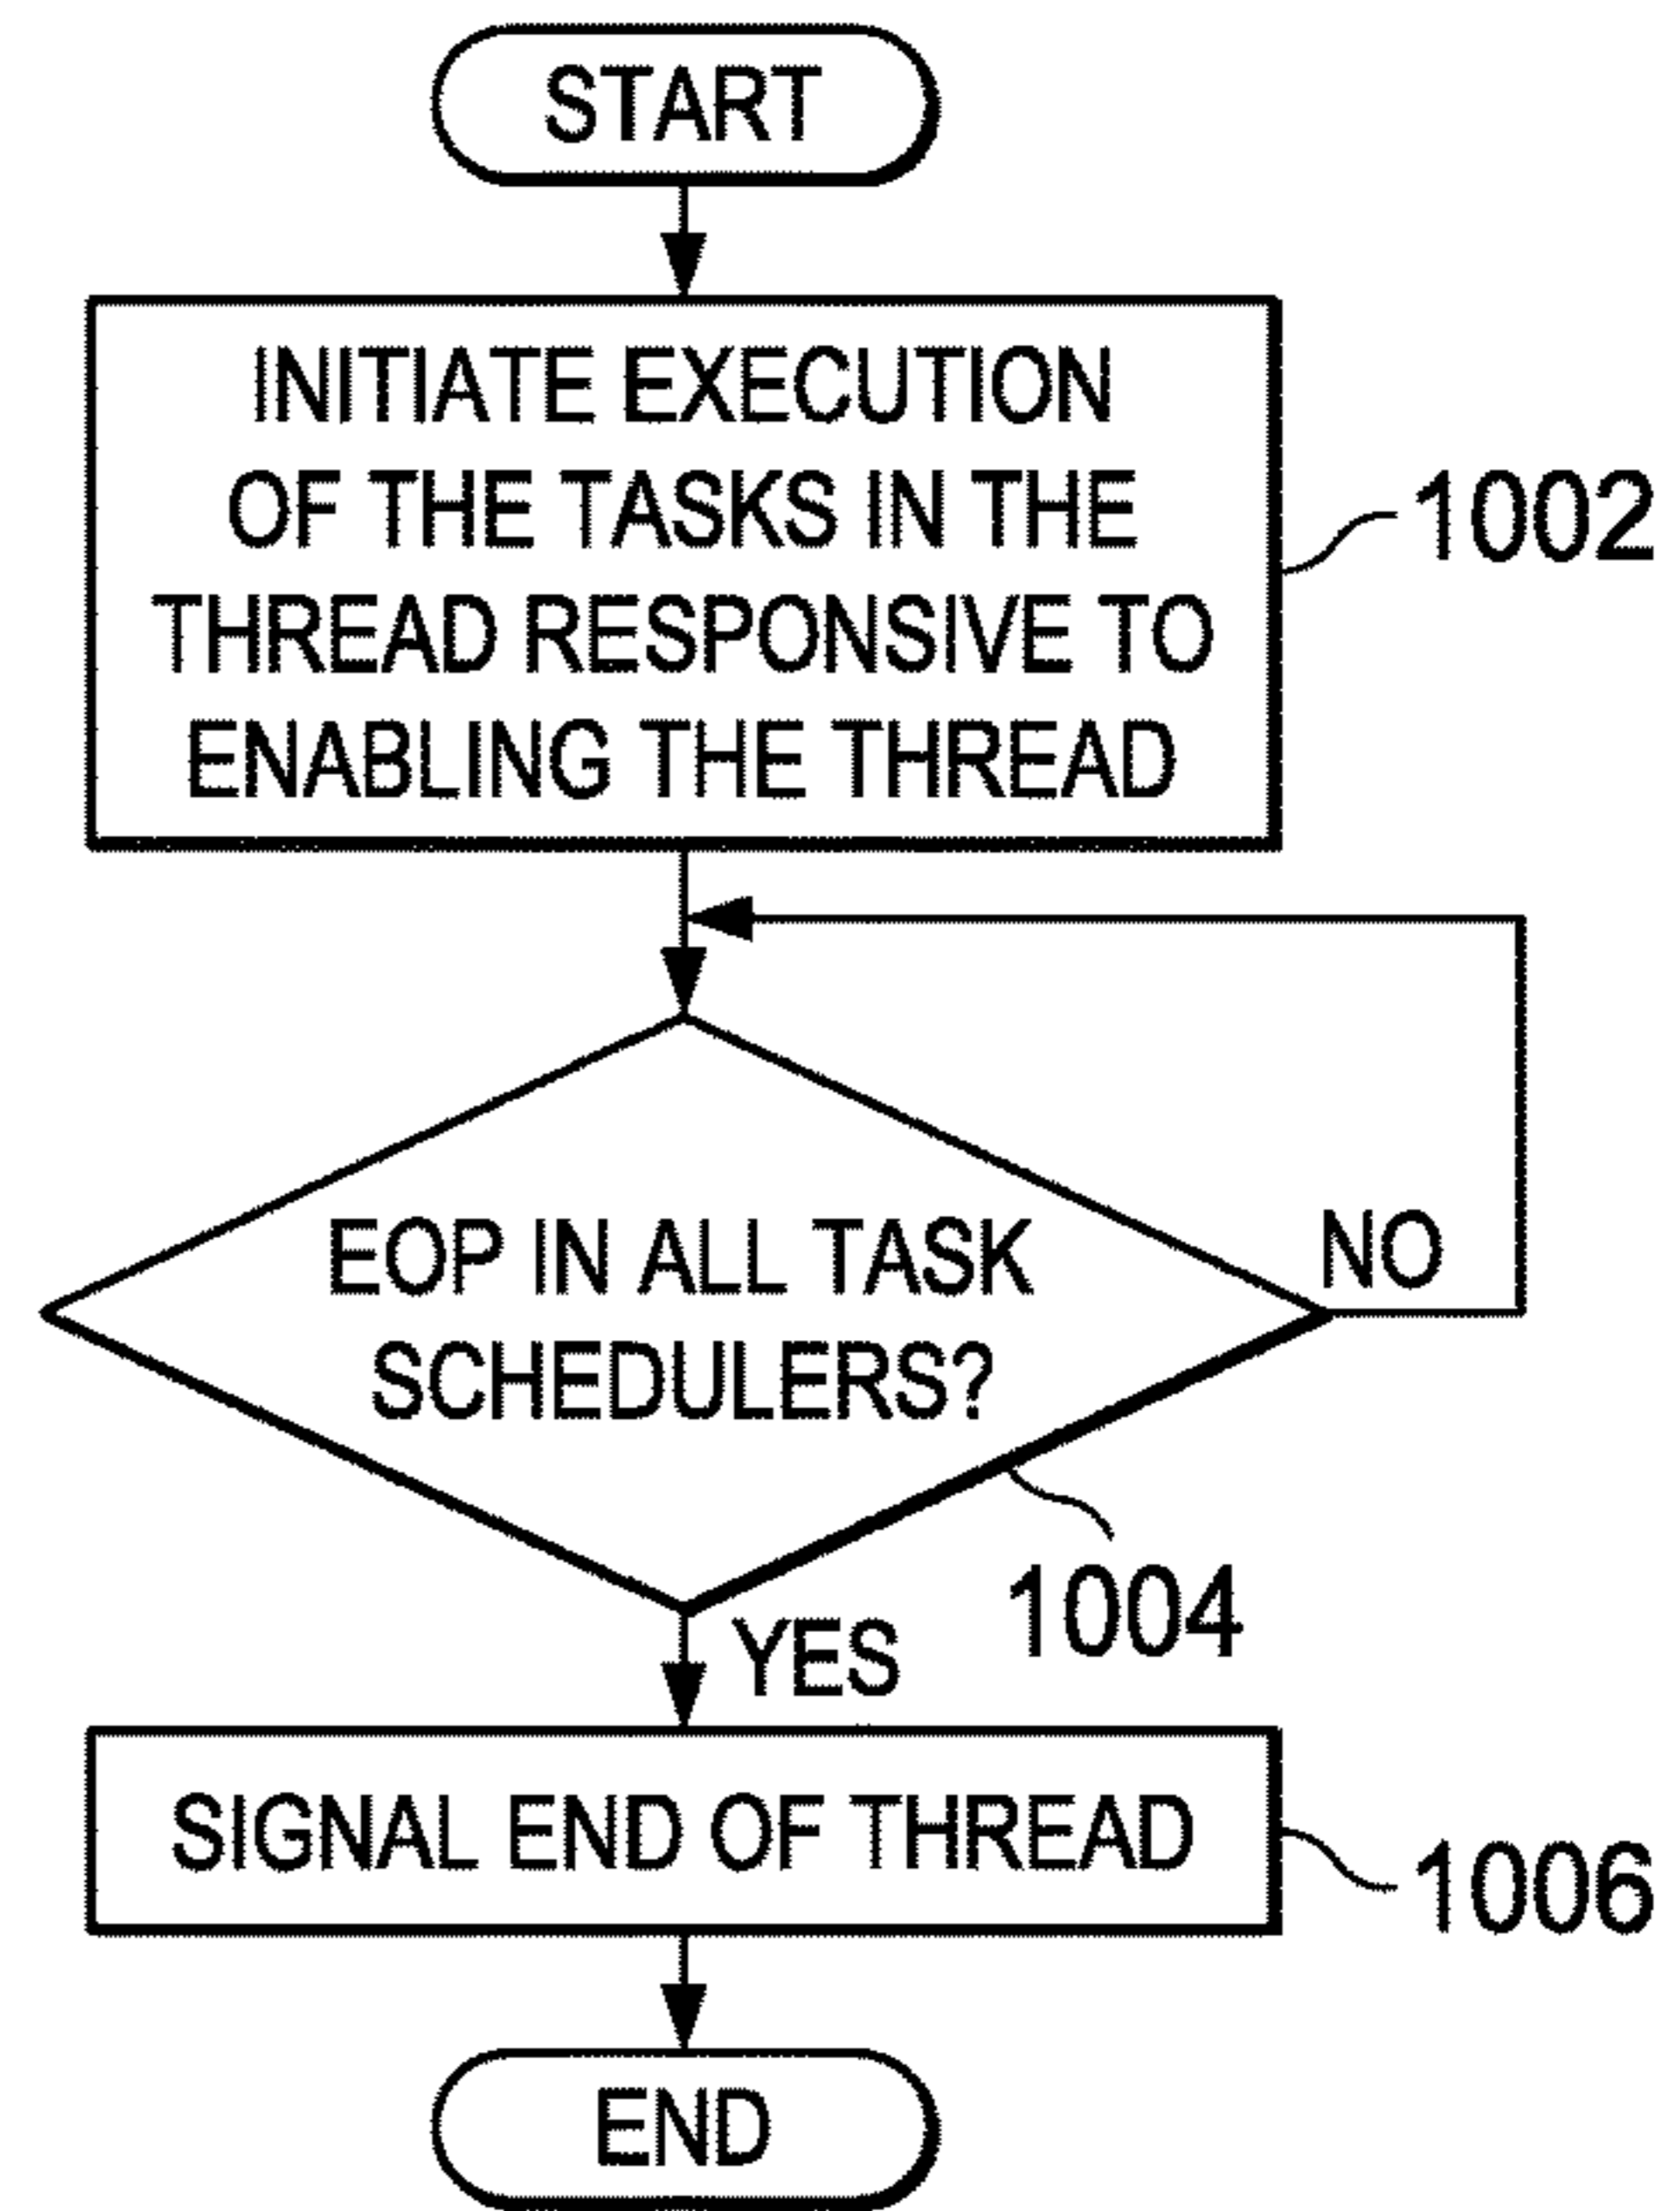 START
INITIATE EXECUTION
OF THE TASKS IN THE
THREAD RESPONSIVE TO
ENABLING THE THREAD
1002
EOP IN ALL TASK
SCHEDULERS?
NO
1004
YES
SIGNAL END OF THREAD
1006
END